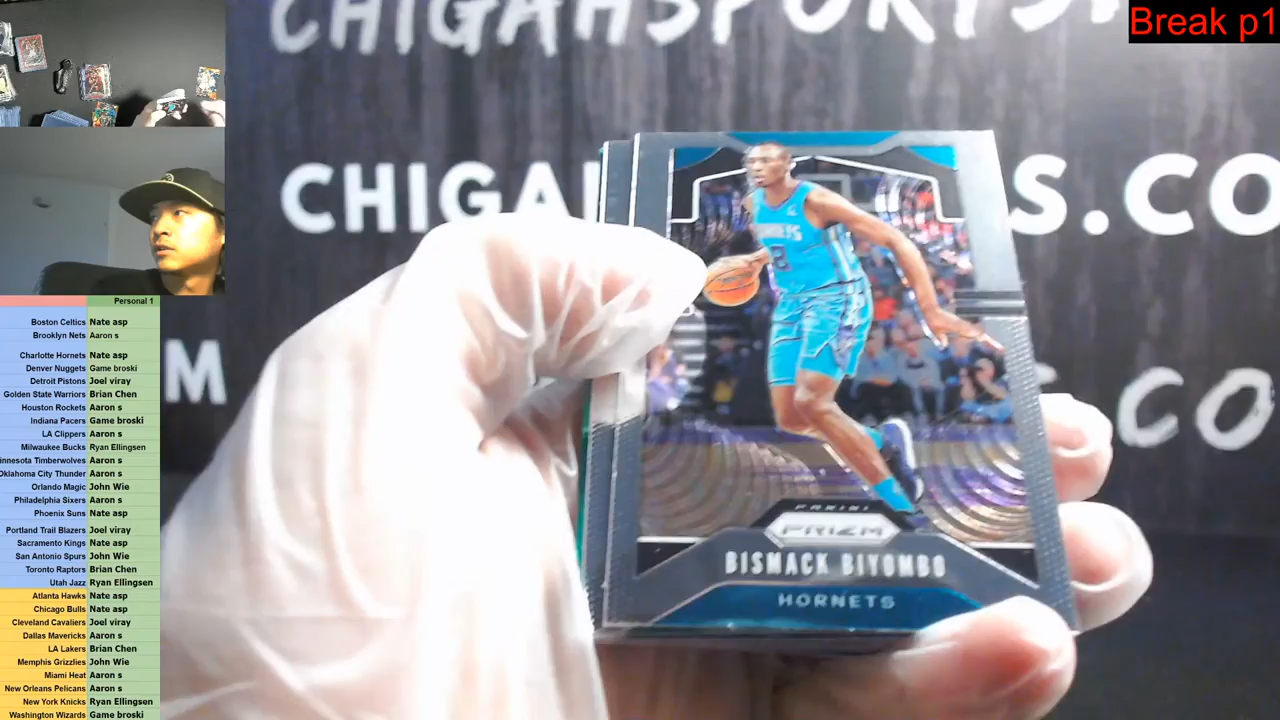 CHIGAHSPORTS.
Break p1
CHIGAH S.CO
M .CO
Personal 1
Boston Celtics Nate asp
Brooklyn Nets Aaron s
Charlotte Hornets Nate asp
Denver Nuggets Game broski
Detroit Pistons Joel viray
Golden State Warriors Brian Chen
Houston Rockets Aaron s
Indiana Pacers Game broski
LA Clippers Aaron s
Milwaukee Bucks Ryan Ellingsen
nnesota Timberwolves Aaron s
Oklahoma City Thunder Aaron s
Orlando Magic John Wie
Philadelphia Sixers Aaron s
Phoenix Suns Nate asp
Portland Trail Blazers Joel viray
Sacramento Kings Nate asp
San Antonio Spurs John Wie
Toronto Raptors Brian Chen
Utah Jazz Ryan Ellingsen
Atlanta Hawks Nate asp
Chicago Bulls Nate asp
Cleveland Cavaliers Joel viray
Dallas Mavericks Aaron s
LA Lakers Brian Chen
Memphis Grizzlies John Wie
Miami Heat Aaron s
New Orleans Pelicans Aaron s
New York Knicks Ryan Ellingsen
Washington Wizards Game broski
PANINI
PRIZM
BISMACK BIYOMBO
HORNETS